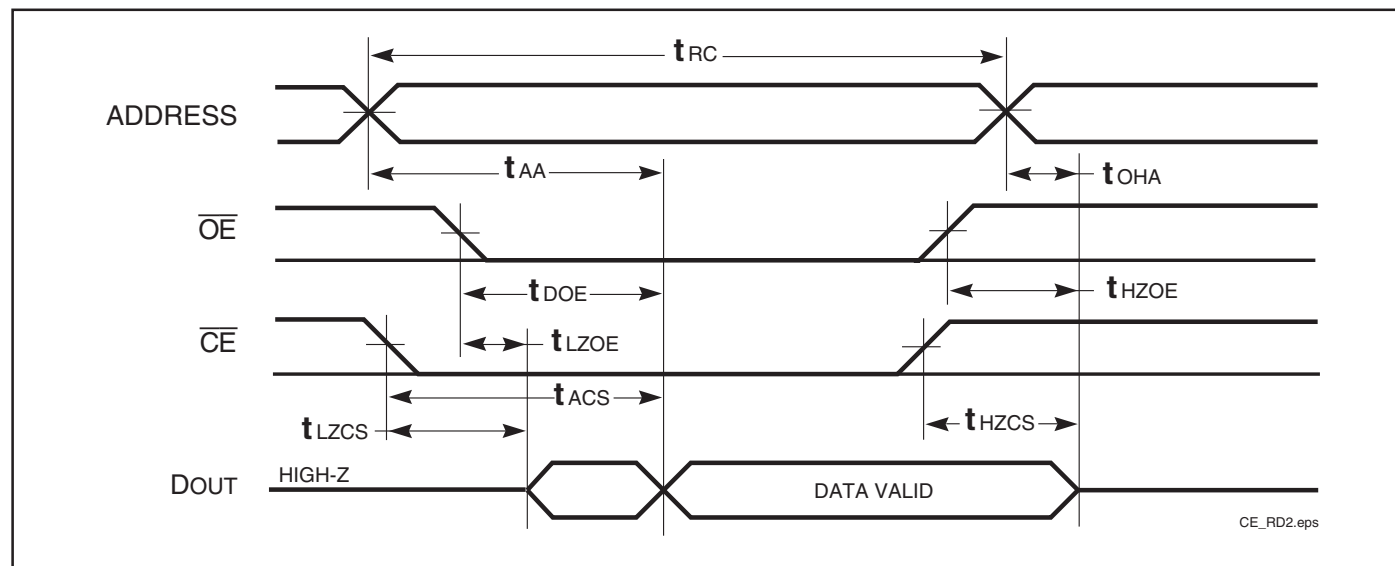 tRC
ADDRESS
tAA
tOHA
OE
tDOE
tHZOE
CE
tLZOE
tACS
tLZCS
tHZCS
DOUT
HIGH-Z
DATA VALID
CE_RD2.eps